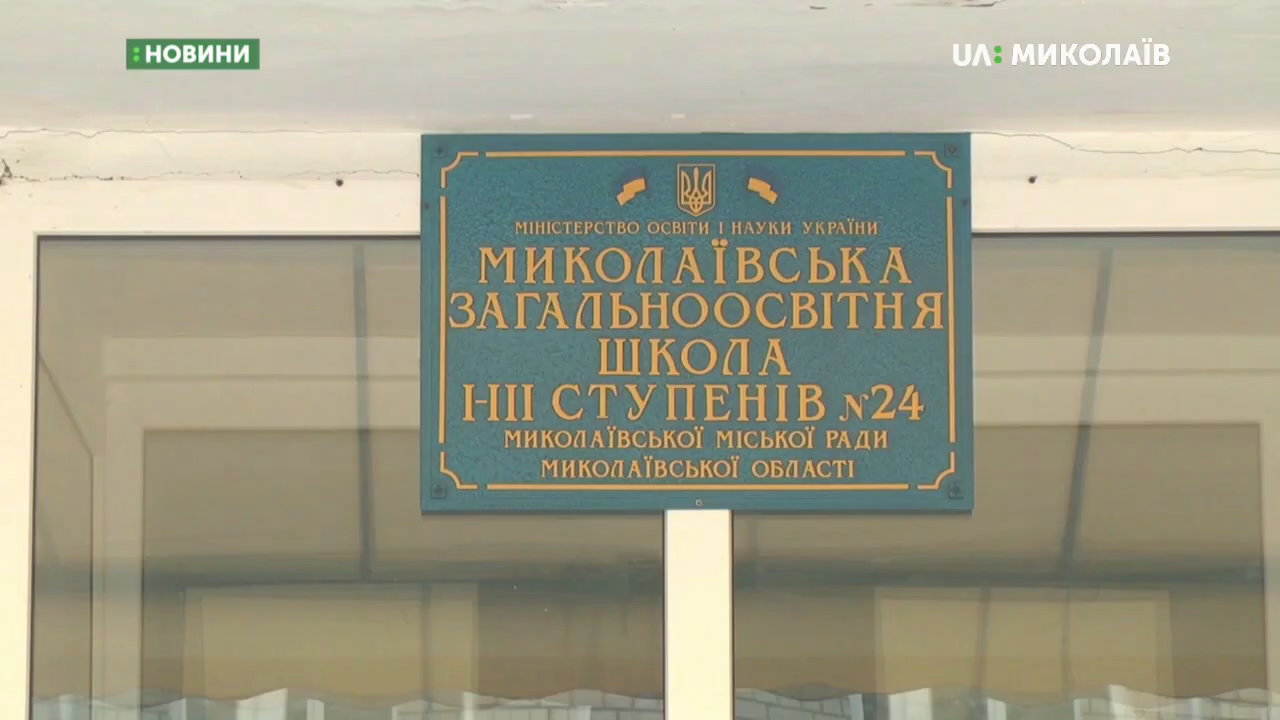 :НОВИНИ
UA: МИКОЛАЇВ
МІНІСТЕРСТВО ОСВІТИ І НАУКИ УКРАЇНИ
МИКОЛАЇВСЬКА
ЗАГАЛЬНООСВІТНЯ
ШКОЛА
І-ІІІ СТУПЕНІВ №24
МИКОЛАЇВСЬКОЇ МІСЬКОЇ РАДИ
МИКОЛАЇВСЬКОЇ ОБЛАСТІ